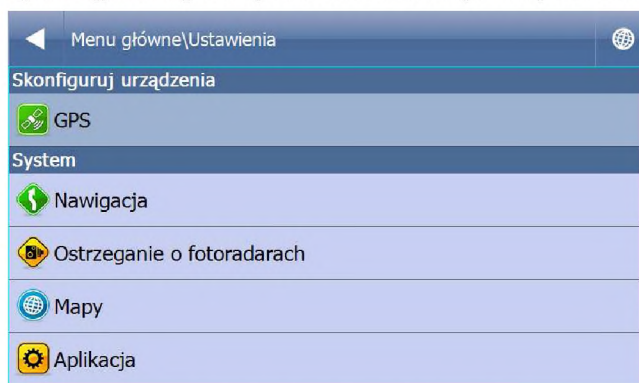 Menu główne\Ustawienia
Skonfiguruj urządzenia
GPS
System
Nawigacja
Ostrzeganie o fotoradarach
Mapy
Aplikacja